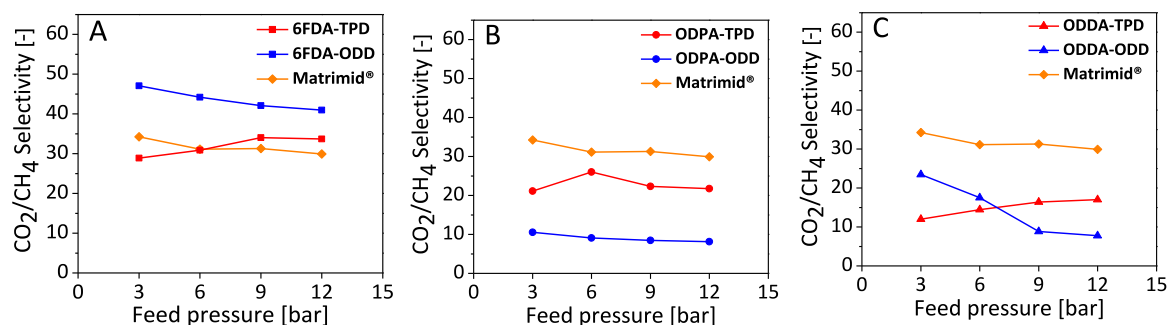 A
6FDA-TPD
6FDA-ODD
Matrimid®
CO2/CH4 Selectivity [-]
60
50
40
30
20
10
0
0 3 6 9 12 15
Feed pressure [bar]
B
ODPA-TPD
ODPA-ODD
Matrimid®
CO2/CH4 Selectivity [-]
60
50
40
30
20
10
0
0 3 6 9 12 15
Feed pressure [bar]
C
ODDA-TPD
ODDA-ODD
Matrimid®
CO2/CH4 Selectivity [-]
60
50
40
30
20
10
0
0 3 6 9 12 15
Feed pressure [bar]